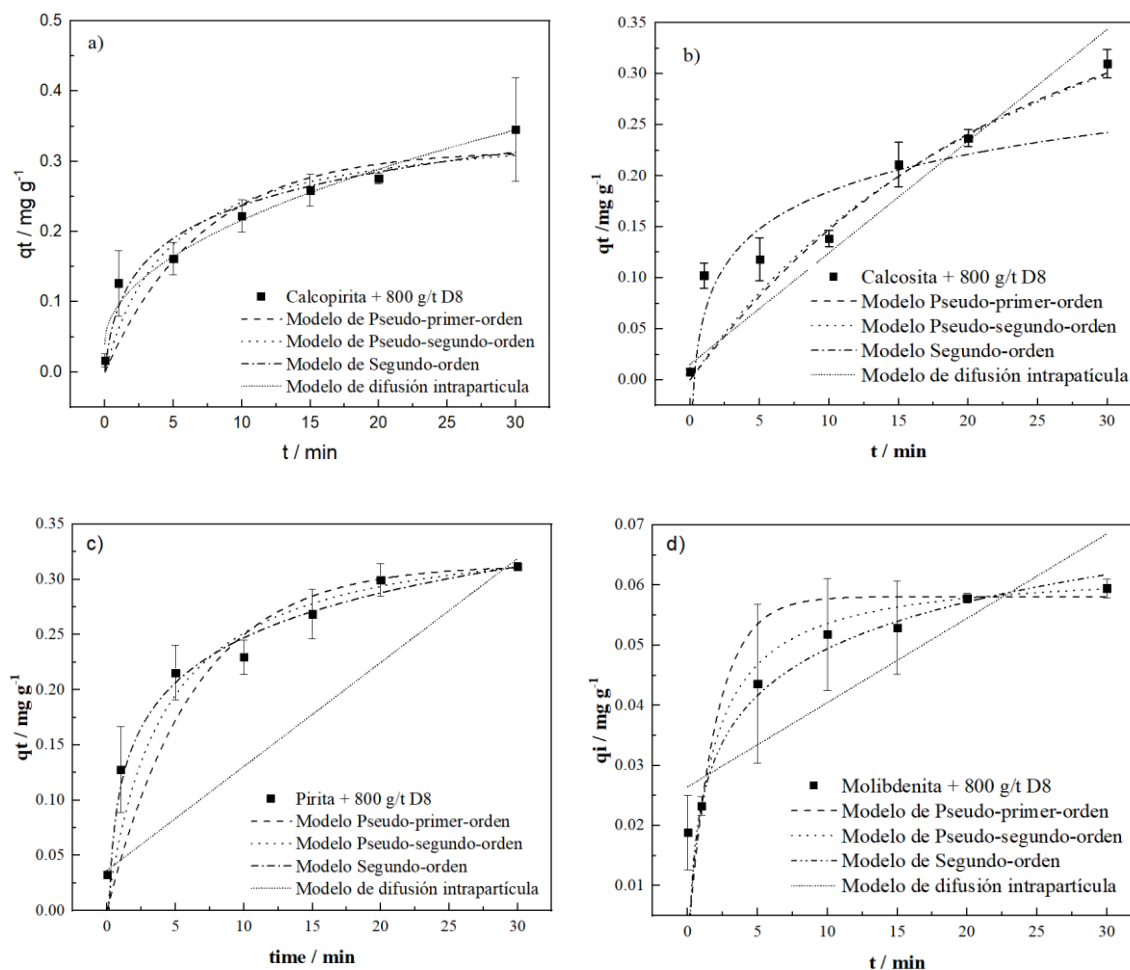 a)
qt / mg g⁻¹
0.5
0.4
0.3
0.2
0.1
0.0
Calcopirita + 800 g/t D8
Modelo de Pseudo-primer-orden
Modelo de Pseudo-segundo-orden
Modelo de Segundo-orden
Modelo de difusión intraparticula
0 5 10 15 20 25 30
t / min
b)
qt /mg g⁻¹
0.35
0.30
0.25
0.20
0.15
0.10
0.05
0.00
Calcosita + 800 g/t D8
Modelo Pseudo-primer-orden
Modelo Pseudo-segundo-orden
Modelo Segundo-orden
Modelo de difusión intrapatícula
0 5 10 15 20 25 30
t / min
c)
qt / mg g⁻¹
0.35
0.30
0.25
0.20
0.15
0.10
0.05
0.00
Pirita + 800 g/t D8
Modelo Pseudo-primer-orden
Modelo Pseudo-segundo-orden
Modelo Segundo-orden
Modelo de difusión intrapartícula
0 5 10 15 20 25 30
time / min
d)
qi / mg g⁻¹
0.07
0.06
0.05
0.04
0.03
0.02
0.01
Molibdenita + 800 g/t D8
Modelo de Pseudo-primer-orden
Modelo de Pseudo-segundo-orden
Modelo de Segundo-orden
Modelo de difusión intrapartícula
0 5 10 15 20 25 30
t / min